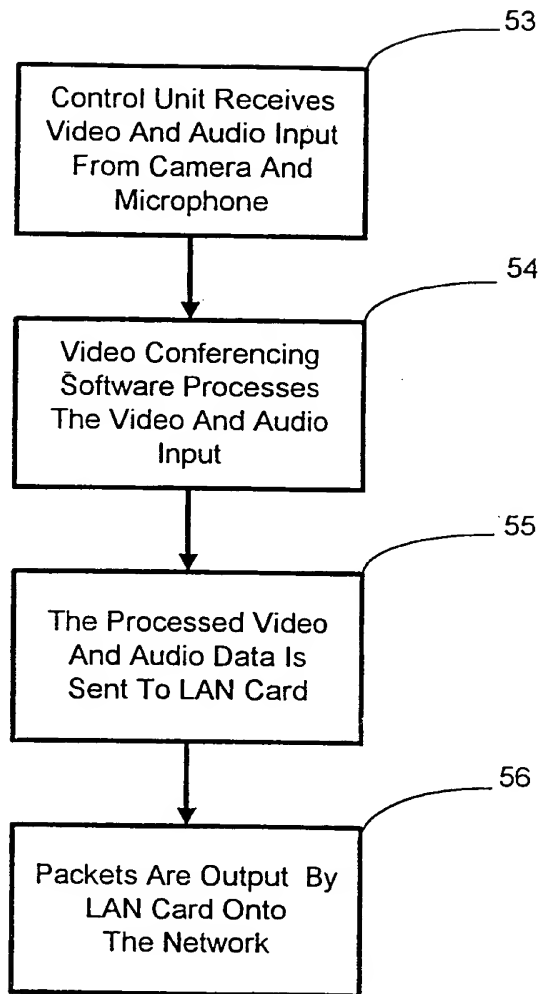 53
Control Unit Receives
Video And Audio Input
From Camera And
Microphone
54
Video Conferencing
Software Processes
The Video And Audio
Input
55
The Processed Video
And Audio Data Is
Sent To LAN Card
56
Packets Are Output By
LAN Card Onto
The Network